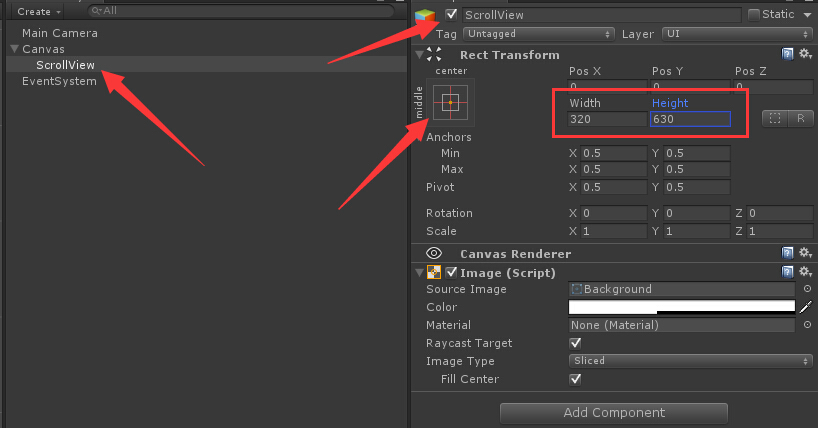 Create
All
Main Camera
Canvas
ScrollView
EventSystem
ScrollView
Static
Tag Untagged Layer UI
Rect Transform
center
middle
Pos X Pos Y Pos Z
0 0 0
Width Height
320 630
R
Anchors
Min X 0.5 Y 0.5
Max X 0.5 Y 0.5
Pivot X 0.5 Y 0.5
Rotation X 0 Y 0 Z 0
Scale X 1 Y 1 Z 1
Canvas Renderer
Image (Script)
Source Image Background
Color
Material None (Material)
Raycast Target
Image Type Sliced
Fill Center
Add Component